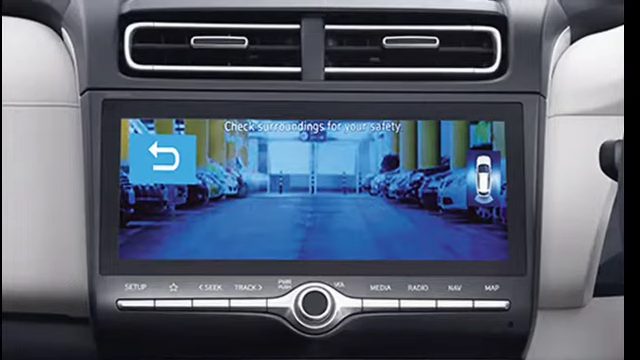 Check surroundings for your safety
SETUP ☆ < SEEK TRACK > PWR PUSH MEDIA RADIO NAV MAP